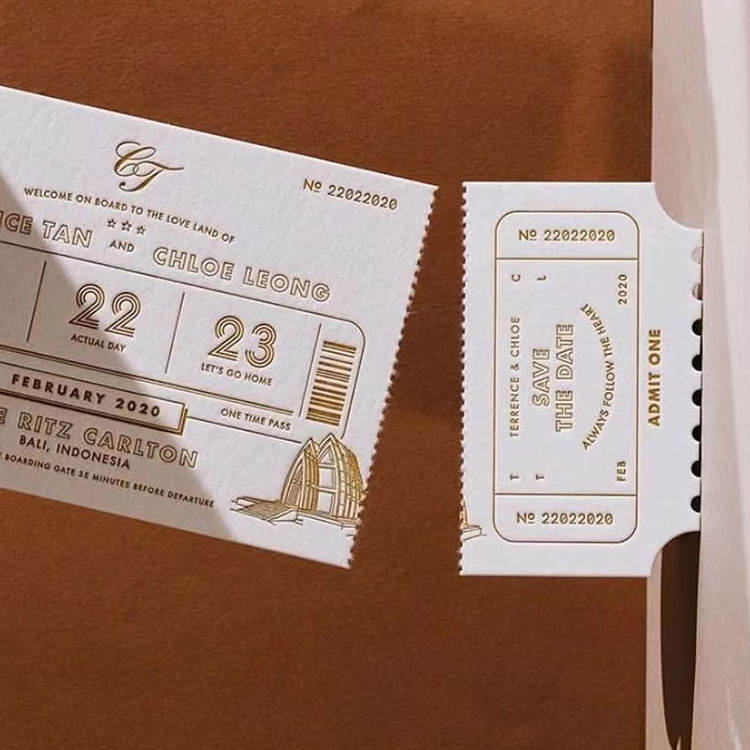 CT
Nº 22022020
WELCOME ON BOARD TO THE LOVE LAND OF
TAN AND CHLOE LEONG
22
ACTUAL DAY
23
LET'S GO HOME
FEBRUARY 2020
ONE TIME PASS
RITZ CARLTON
BALI, INDONESIA
BOARDING GATE 35 MINUTES BEFORE DEPARTURE
Nº 22022020
C L
TERRENCE & CHLOE
SAVE
THE DATE
ALWAYS FOLLOW THE HEART
T T
FEB 2020
Nº 22022020
ADMIT ONE